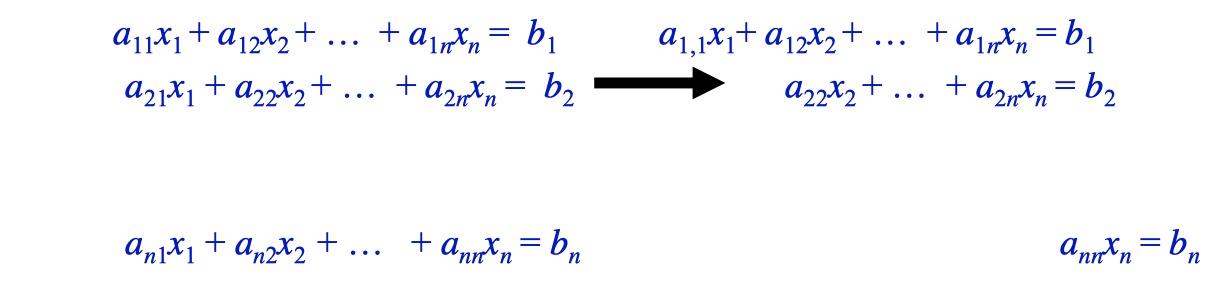 a₁₁x₁ + a₁₂x₂ + … + a₁ₙxₙ = b₁ a₁,₁x₁+ a₁₂x₂ + … + a₁ₙxₙ = b₁
a₂₁x₁ + a₂₂x₂ + … + a₂ₙxₙ = b₂ a₂₂x₂ + … + a₂ₙxₙ = b₂
aₙ₁x₁ + aₙ₂x₂ + … + aₙₙxₙ = bₙ aₙₙxₙ = bₙ